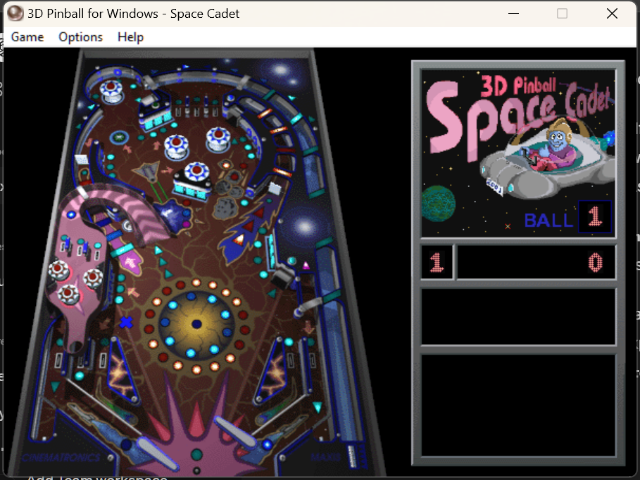 3D Pinball for Windows - Space Cadet
Game Options Help
3D Pinball
Space Cadet
BALL 1
1 0
CINEMATRONICS
MAXIS
Add Team workspace